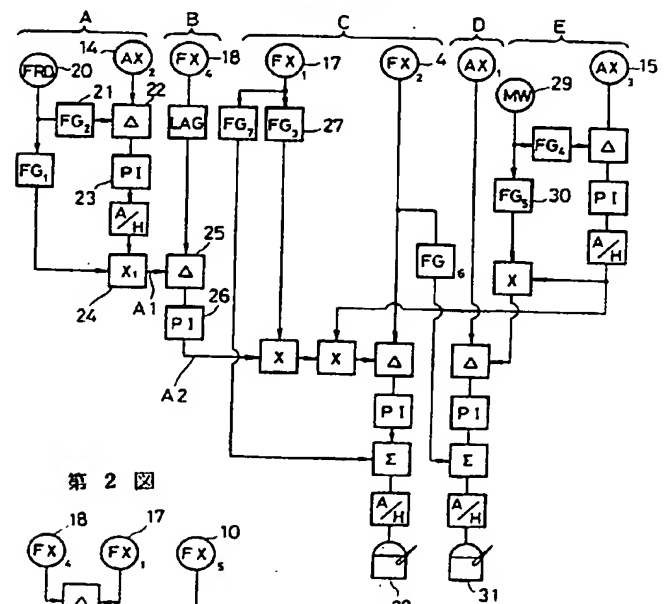 A B C D E
14 18 17 4 15
FRD 20 AX2 FX4 FX1 FX2 AX1 29 AX3
MW
21 22
FG2 Δ LAG FG7 FG3 27 FG4 Δ
FG1 PI FG5 30 PI
23 A/H 25 FG6 A/H
X1 Δ X
24 A1 PI 26
X X Δ Δ
A2 PI PI
Σ Σ
第 2 図
18 17 10 A/H A/H
FX4 FX1 FX5
31
Δ